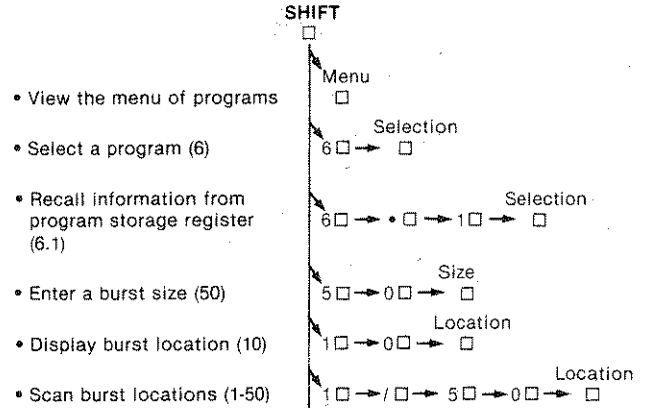 SHIFT
□
Menu
• View the menu of programs □
Selection
• Select a program (6) 6 □ → □
• Recall information from Selection
program storage register 6 □ → • □ → 1 □ → □
(6.1)
Size
• Enter a burst size (50) 5 □ → 0 □ → □
Location
• Display burst location (10) 1 □ → 0 □ → □
Location
• Scan burst locations (1-50) 1 □ → / □ → 5 □ → 0 □ → □